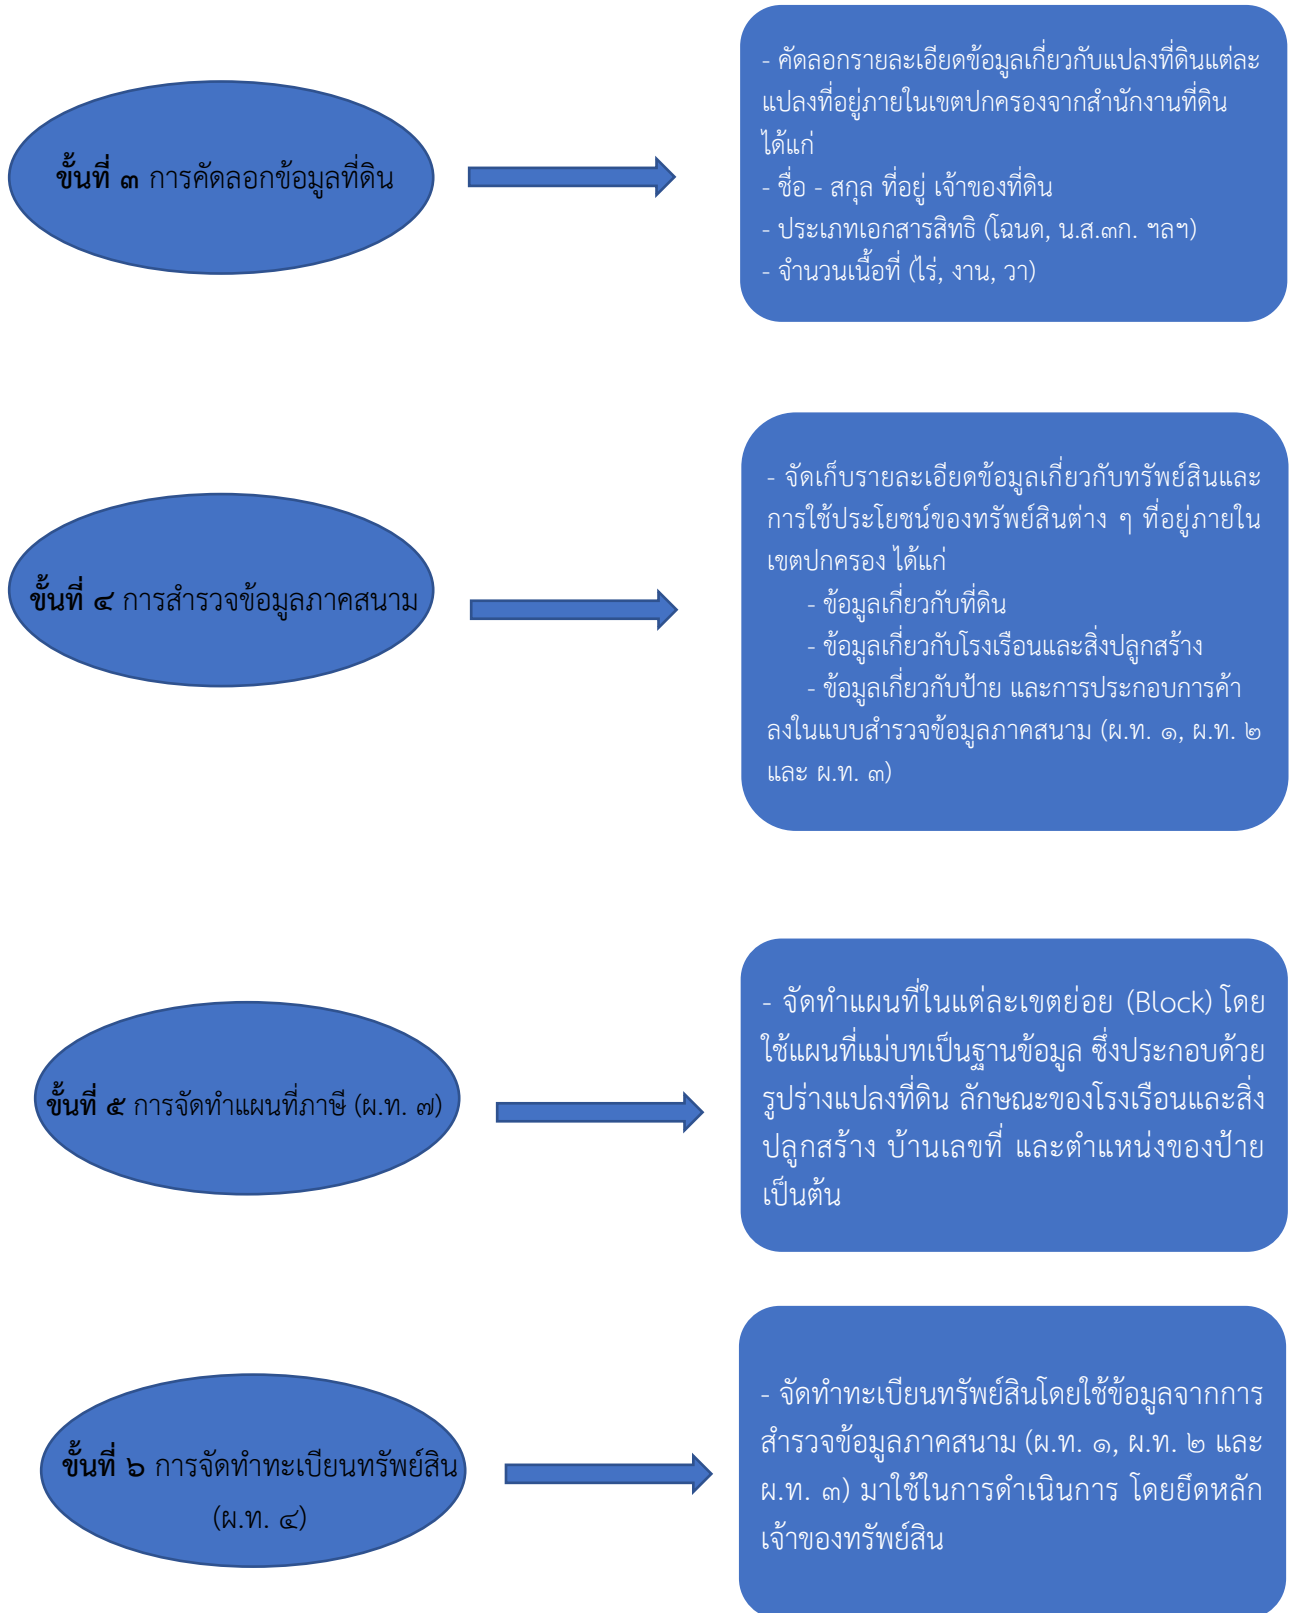 ขั้นที่ ๓ การคัดลอกข้อมูลที่ดิน
- คัดลอกรายละเอียดข้อมูลเกี่ยวกับแปลงที่ดินแต่ละ
แปลงที่อยู่ภายในเขตปกครองจากสำนักงานที่ดิน
ได้แก่
- ชื่อ - สกุล ที่อยู่ เจ้าของที่ดิน
- ประเภทเอกสารสิทธิ (โฉนด, น.ส.๓ก. ฯลฯ)
- จำนวนเนื้อที่ (ไร่, งาน, วา)
ขั้นที่ ๔ การสำรวจข้อมูลภาคสนาม
- จัดเก็บรายละเอียดข้อมูลเกี่ยวกับทรัพย์สินและ
การใช้ประโยชน์ของทรัพย์สินต่าง ๆ ที่อยู่ภายใน
เขตปกครอง ได้แก่
- ข้อมูลเกี่ยวกับที่ดิน
- ข้อมูลเกี่ยวกับโรงเรือนและสิ่งปลูกสร้าง
- ข้อมูลเกี่ยวกับป้าย และการประกอบการค้า
ลงในแบบสำรวจข้อมูลภาคสนาม (ผ.ท. ๑, ผ.ท. ๒
และ ผ.ท. ๓)
ขั้นที่ ๕ การจัดทำแผนที่ภาษี (ผ.ท. ๗)
- จัดทำแผนที่ในแต่ละเขตย่อย (Block) โดย
ใช้แผนที่แม่บทเป็นฐานข้อมูล ซึ่งประกอบด้วย
รูปร่างแปลงที่ดิน ลักษณะของโรงเรือนและสิ่ง
ปลูกสร้าง บ้านเลขที่ และตำแหน่งของป้าย
เป็นต้น
ขั้นที่ ๖ การจัดทำทะเบียนทรัพย์สิน
(ผ.ท. ๔)
- จัดทำทะเบียนทรัพย์สินโดยใช้ข้อมูลจากการ
สำรวจข้อมูลภาคสนาม (ผ.ท. ๑, ผ.ท. ๒ และ
ผ.ท. ๓) มาใช้ในการดำเนินการ โดยยึดหลัก
เจ้าของทรัพย์สิน